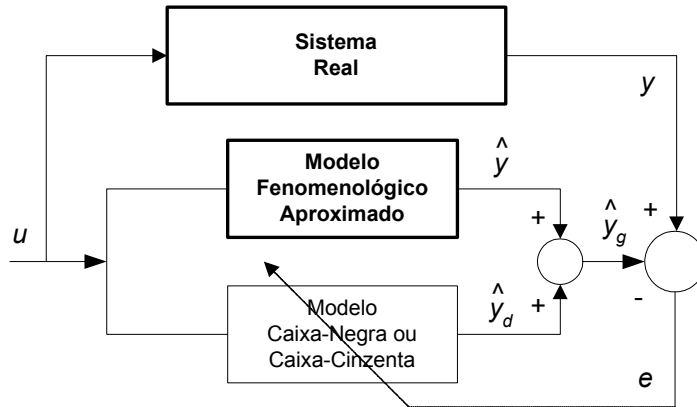 Sistema
Real
y
^
y
Modelo
Fenomenológico
Aproximado
+
^
y_g
+
u
Modelo
Caixa-Negra ou
Caixa-Cinzenta
^
y_d
+
-
e